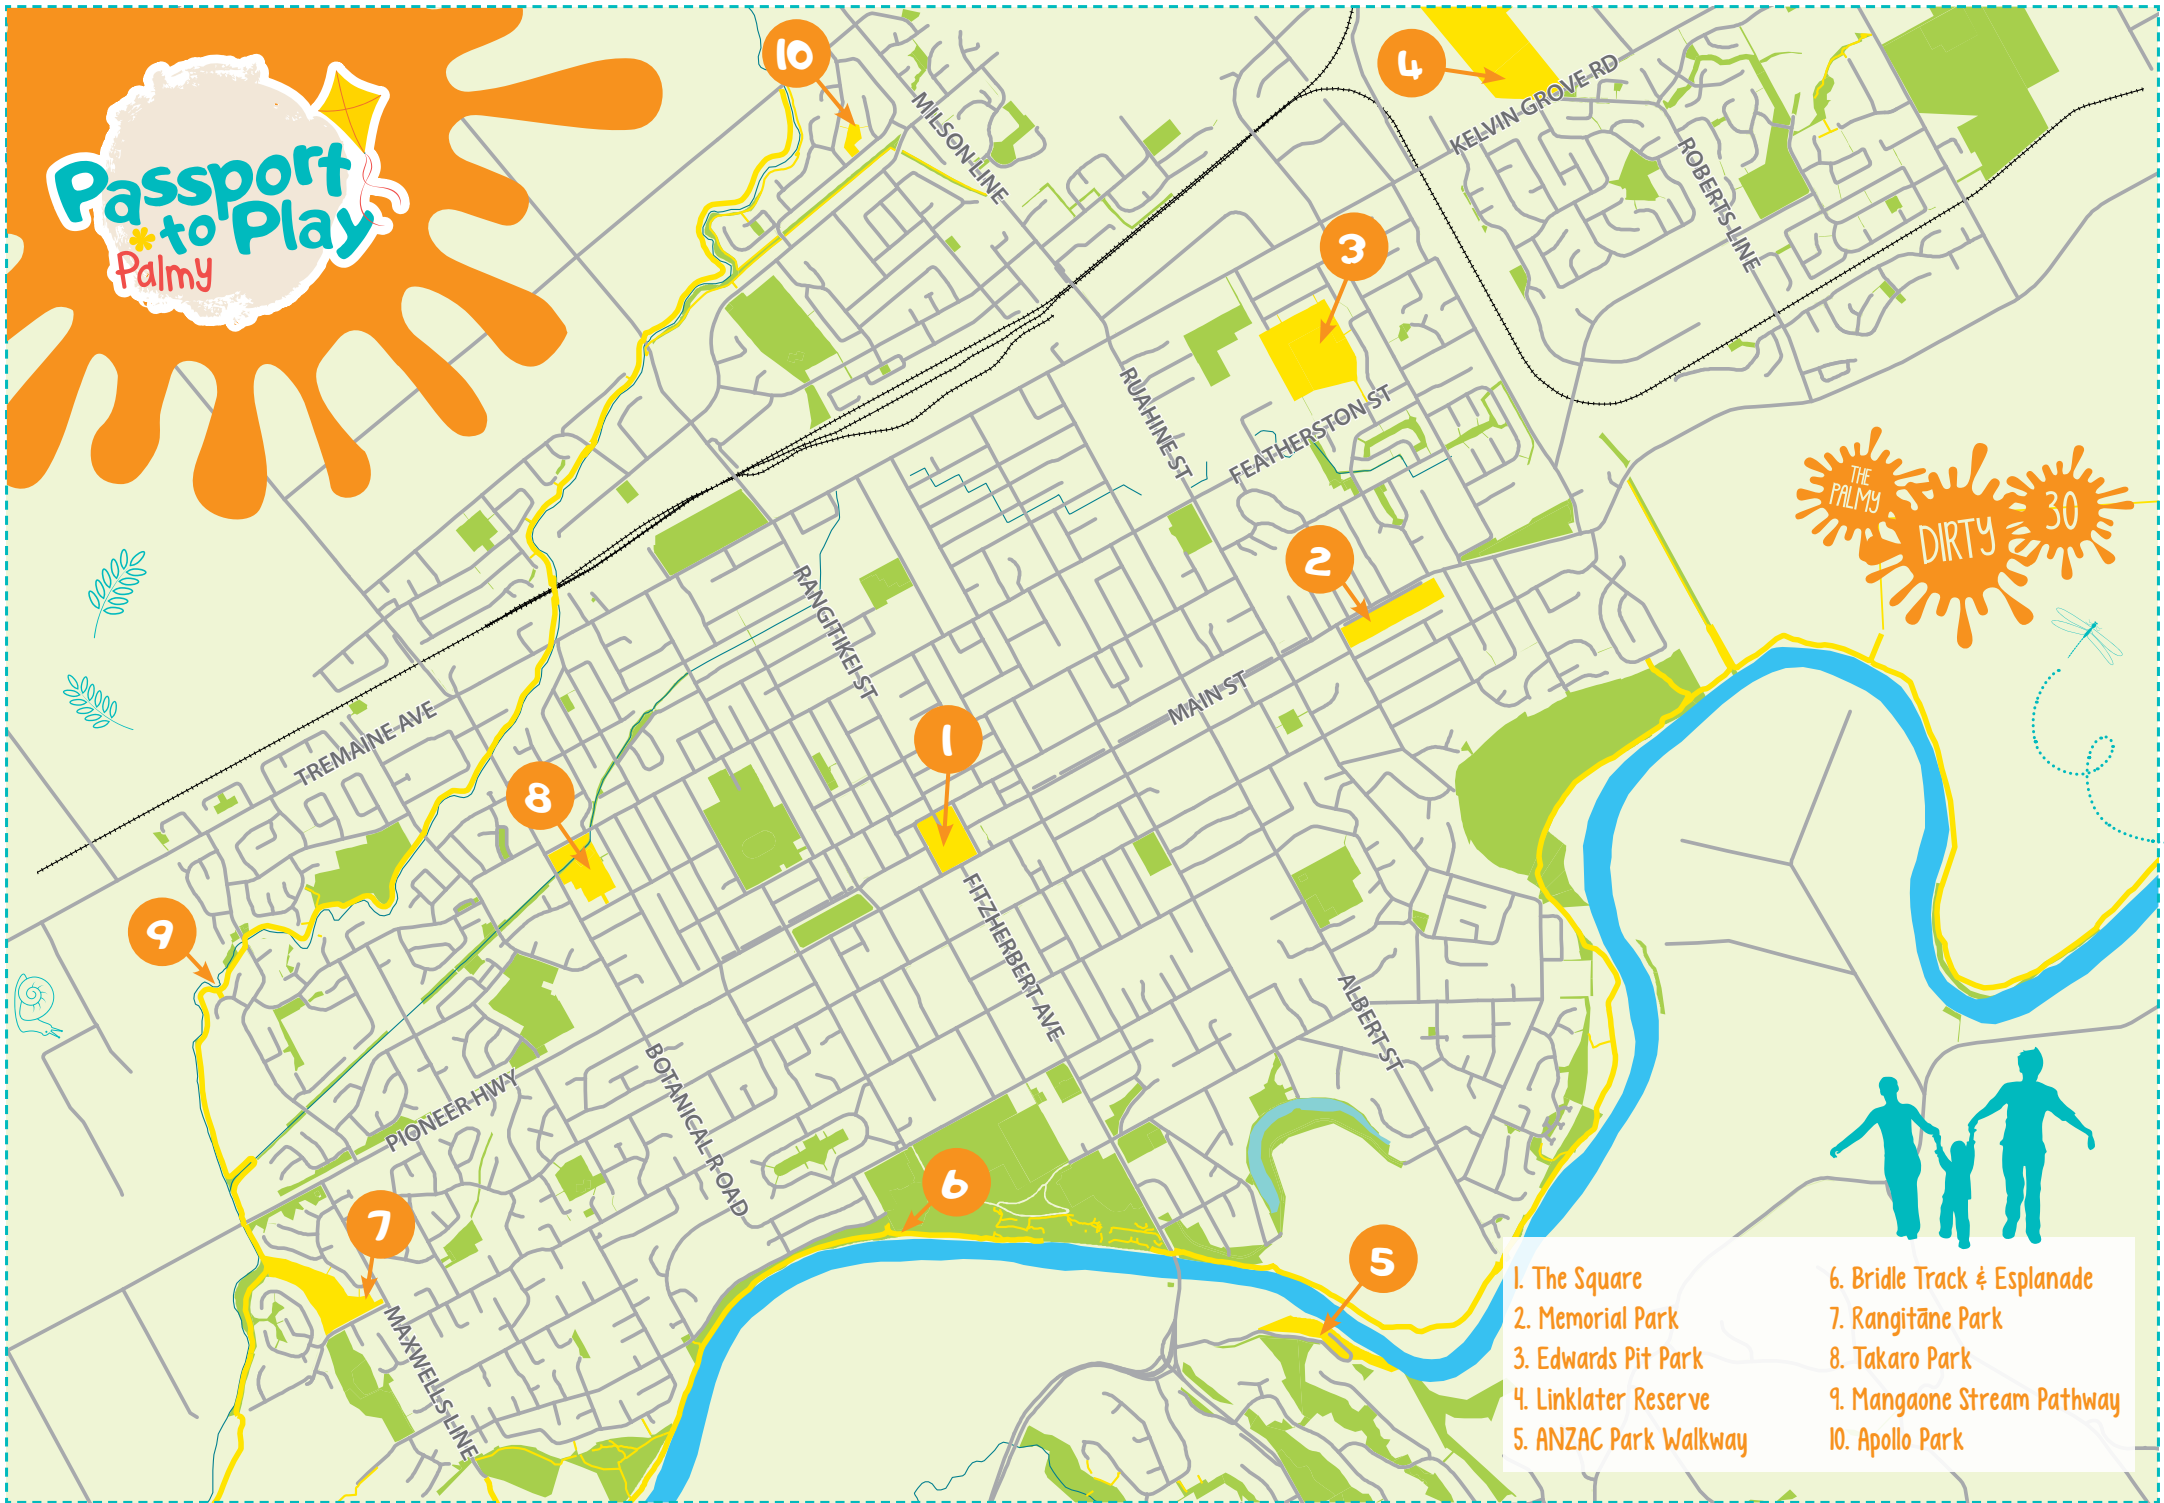 Passport
to Play
Palmy
10
4
MILSON LINE
KELVIN GROVE RD
ROBERTS LINE
3
RUAHINE ST
FEATHERSTON ST
THE
PALMY
DIRTY
30
2
RANGITIKEI ST
MAIN ST
TREMAINE AVE
1
8
9
FITZHERBERT AVE
ALBERT ST
BOTANICAL ROAD
PIONEER HWY
6
7
5
MAXWELLS LINE
1. The Square
2. Memorial Park
3. Edwards Pit Park
4. Linklater Reserve
5. ANZAC Park Walkway
6. Bridle Track & Esplanade
7. Rangitāne Park
8. Takaro Park
9. Mangaone Stream Pathway
10. Apollo Park